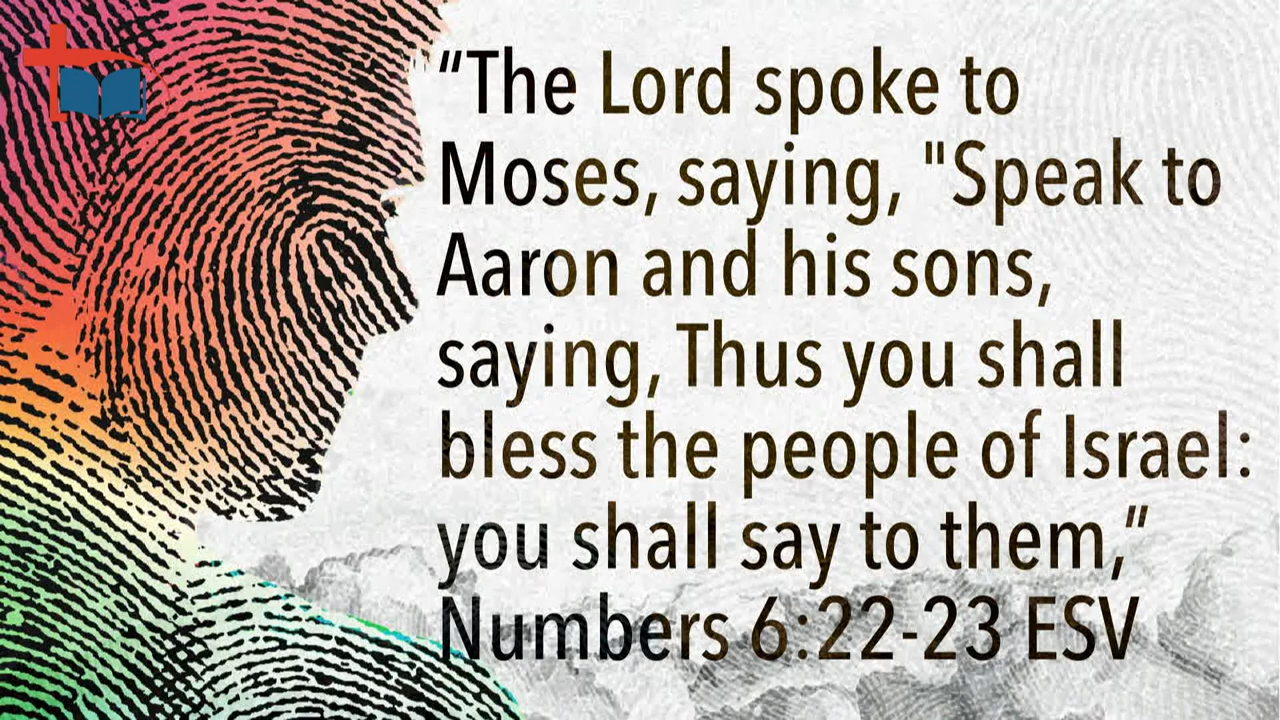 “The Lord spoke to
Moses, saying, "Speak to
Aaron and his sons,
saying, Thus you shall
bless the people of Israel:
you shall say to them,”
Numbers 6:22-23 ESV